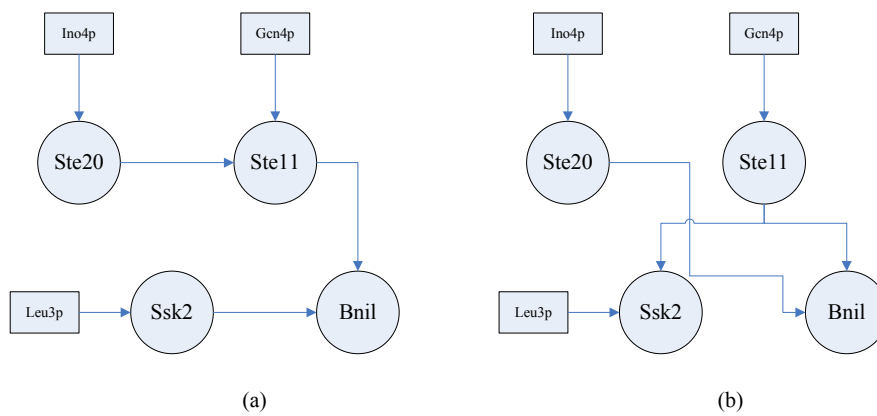 Ino4p
Gcn4p
Ste20
Ste11
Leu3p
Ssk2
Bnil
(a)
Ino4p
Gcn4p
Ste20
Ste11
Leu3p
Ssk2
Bnil
(b)